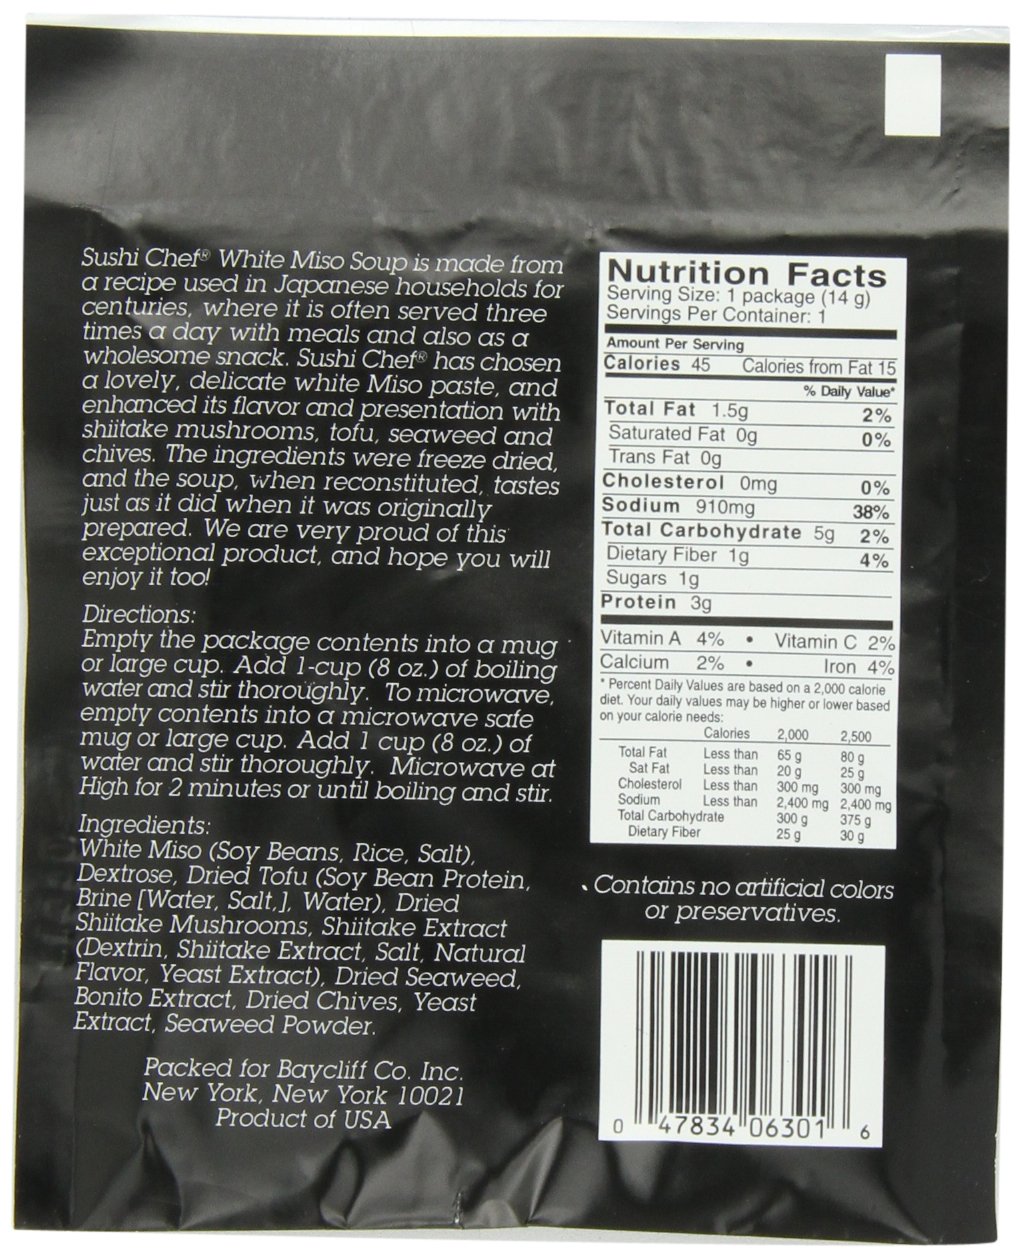 Sushi Chef® White Miso Soup is made from
a recipe used in Japanese households for
centuries, where it is often served three
times a day with meals and also as a
wholesome snack. Sushi Chef® has chosen
a lovely, delicate white Miso paste, and
enhanced its flavor and presentation with
shiitake mushrooms, tofu, seaweed and
chives. The ingredients were freeze dried,
and the soup, when reconstituted, tastes
just as it did when it was originally
prepared. We are very proud of this
exceptional product, and hope you will
enjoy it too!
Directions:
Empty the package contents into a mug
or large cup. Add 1-cup (8 oz.) of boiling
water and stir thoroughly. To microwave,
empty contents into a microwave safe
mug or large cup. Add 1 cup (8 oz.) of
water and stir thoroughly. Microwave at
High for 2 minutes or until boiling and stir.
Ingredients:
White Miso (Soy Beans, Rice, Salt),
Dextrose, Dried Tofu (Soy Bean Protein,
Brine [Water, Salt,], Water), Dried
Shiitake Mushrooms, Shiitake Extract
(Dextrin, Shiitake Extract, Salt, Natural
Flavor, Yeast Extract), Dried Seaweed,
Bonito Extract, Dried Chives, Yeast
Extract, Seaweed Powder.
Packed for Baycliff Co. Inc.
New York, New York 10021
Product of USA
Nutrition Facts
Serving Size: 1 package (14 g)
Servings Per Container: 1
Amount Per Serving
Calories 45 Calories from Fat 15
% Daily Value*
Total Fat 1.5g 2%
Saturated Fat 0g 0%
Trans Fat 0g
Cholesterol 0mg 0%
Sodium 910mg 38%
Total Carbohydrate 5g 2%
Dietary Fiber 1g 4%
Sugars 1g
Protein 3g
Vitamin A 4% • Vitamin C 2%
Calcium 2% • Iron 4%
* Percent Daily Values are based on a 2,000 calorie
diet. Your daily values may be higher or lower based
on your calorie needs:
Calories 2,000 2,500
Total Fat Less than 65 g 80 g
Sat Fat Less than 20 g 25 g
Cholesterol Less than 300 mg 300 mg
Sodium Less than 2,400 mg 2,400 mg
Total Carbohydrate 300 g 375 g
Dietary Fiber 25 g 30 g
Contains no artificial colors
or preservatives.
0 47834 06301 6